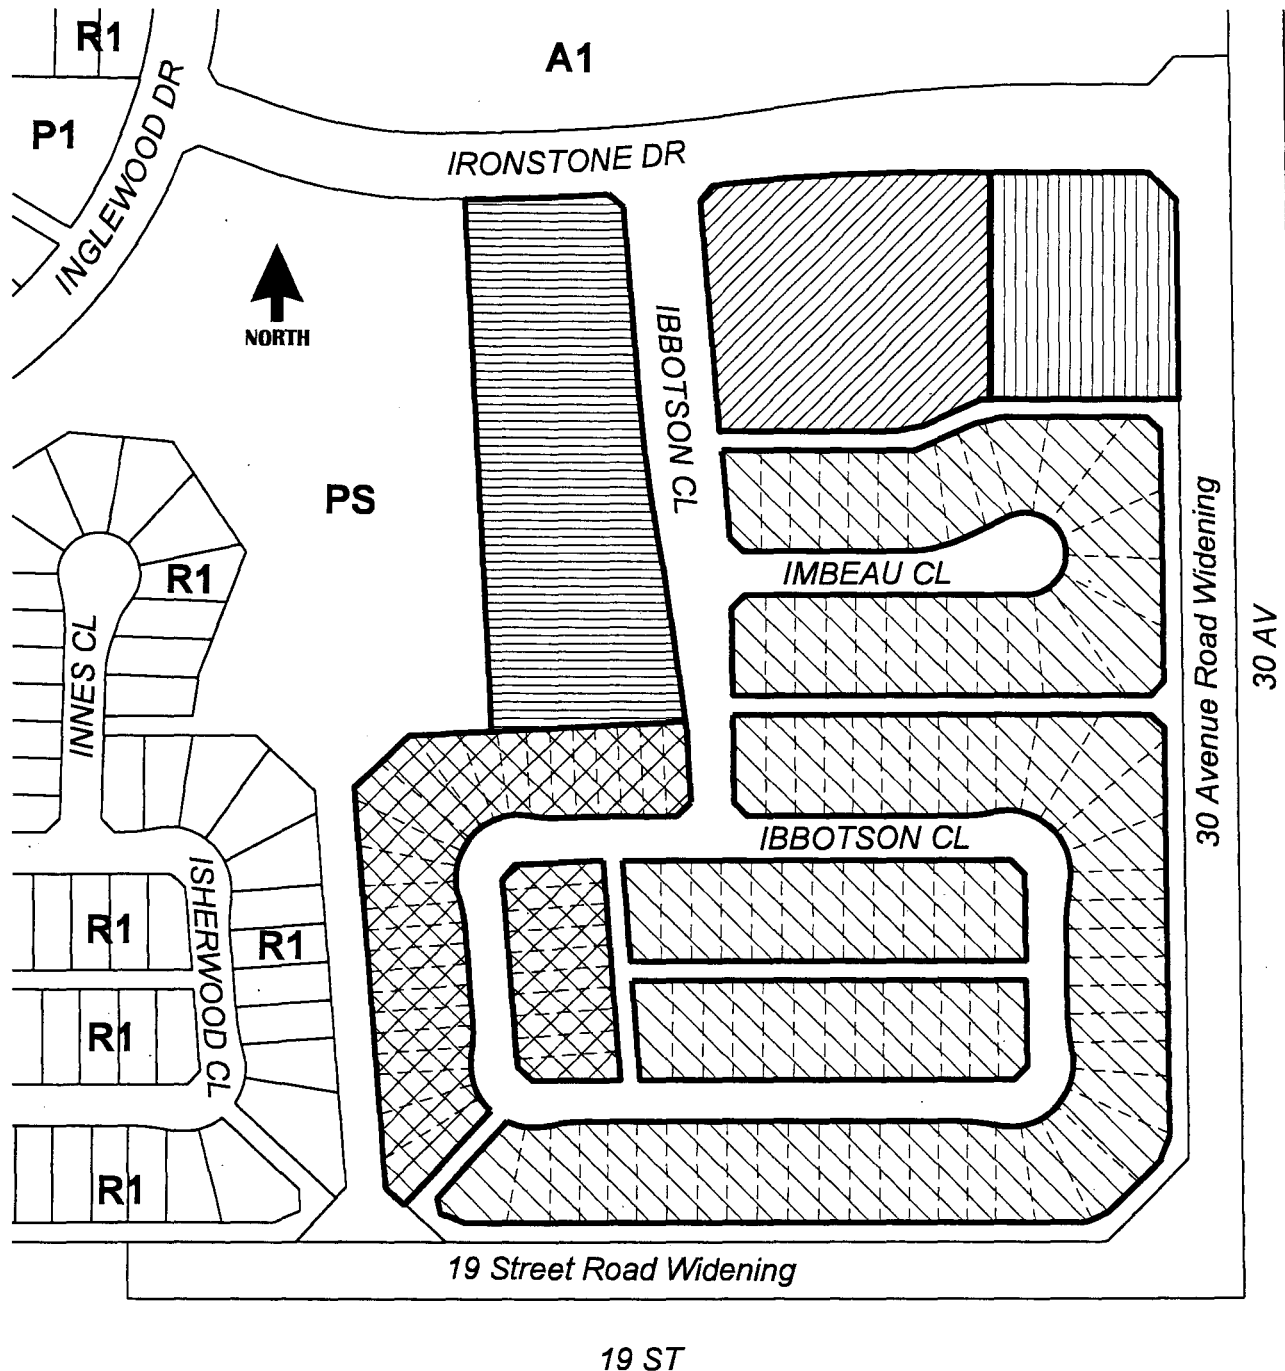 R1
A1
P1
INGLEWOOD DR
IRONSTONE DR
NORTH
IBBOTSON CL
PS
R1
IMBEAU CL
30 Avenue Road Widening
30 AV
INNES CL
IBBOTSON CL
ISHERWOOD CL
R1
R1
R1
R1
19 Street Road Widening
19 ST